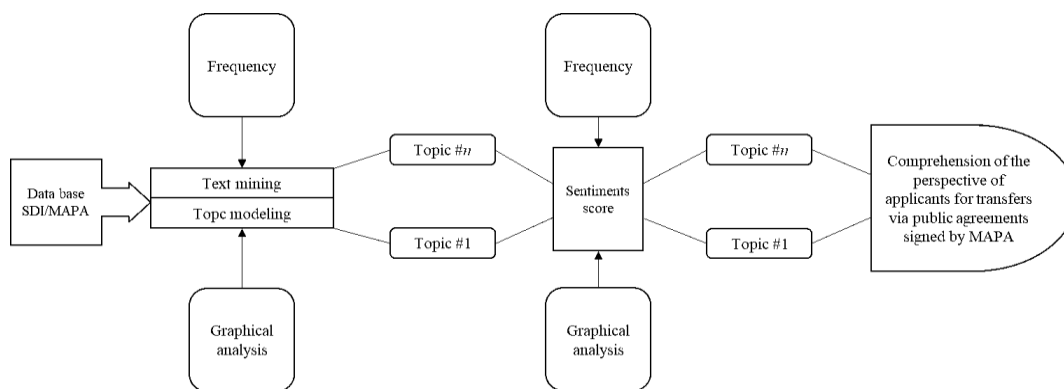 Frequency
Frequency
Data base
SDI/MAPA
Text mining
Topc modeling
Topic #n
Topic #1
Sentiments
score
Topic #n
Topic #1
Comprehension of the
perspective of
applicants for transfers
via public agreements
signed by MAPA
Graphical
analysis
Graphical
analysis